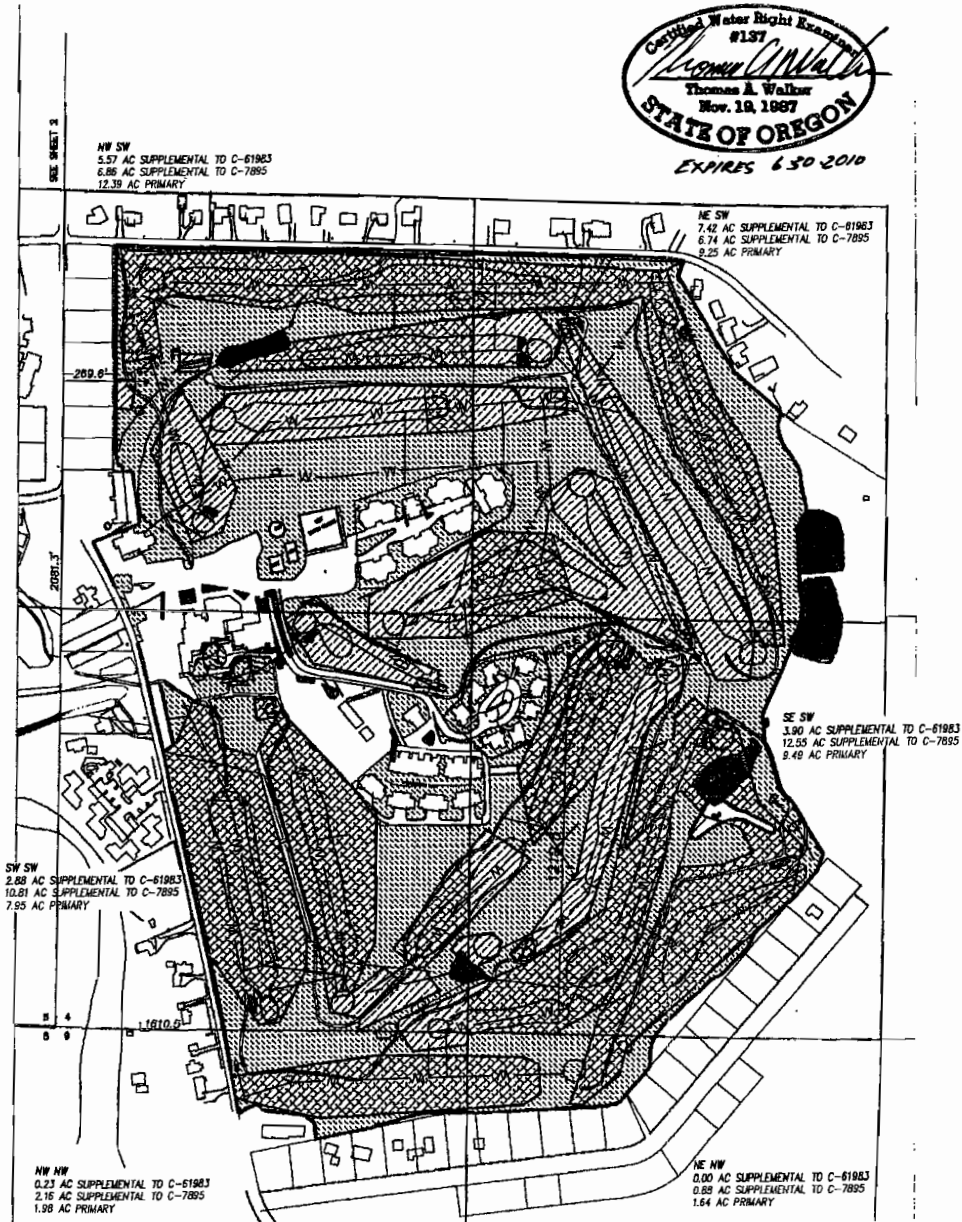 Certified Water Right Examiner
#137
Thomas A. Walker
Nov. 19, 1987
STATE OF OREGON
EXPIRES 6-30-2010
SEE SHEET 2
NW SW
5.57 AC SUPPLEMENTAL TO C-61983
6.86 AC SUPPLEMENTAL TO C-7895
12.39 AC PRIMARY
NE SW
7.42 AC SUPPLEMENTAL TO C-61983
6.74 AC SUPPLEMENTAL TO C-7895
9.25 AC PRIMARY
269.6'
2081.3'
SE SW
3.90 AC SUPPLEMENTAL TO C-61983
12.55 AC SUPPLEMENTAL TO C-7895
9.49 AC PRIMARY
SW SW
2.88 AC SUPPLEMENTAL TO C-61983
10.81 AC SUPPLEMENTAL TO C-7895
7.95 AC PRIMARY
5 4
8 9
1610.5'
NW NW
0.23 AC SUPPLEMENTAL TO C-61983
2.16 AC SUPPLEMENTAL TO C-7895
1.98 AC PRIMARY
NE NW
0.00 AC SUPPLEMENTAL TO C-61983
0.88 AC SUPPLEMENTAL TO C-7895
1.64 AC PRIMARY